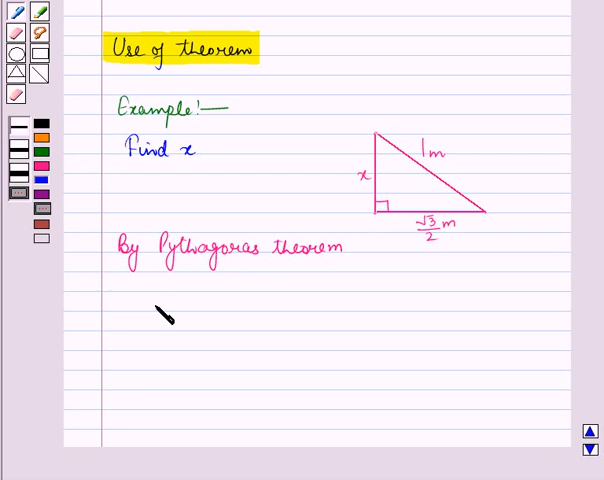 Use of theorem
Example:—
Find x
1m
x
√3/2 m
By Pythagoras theorem